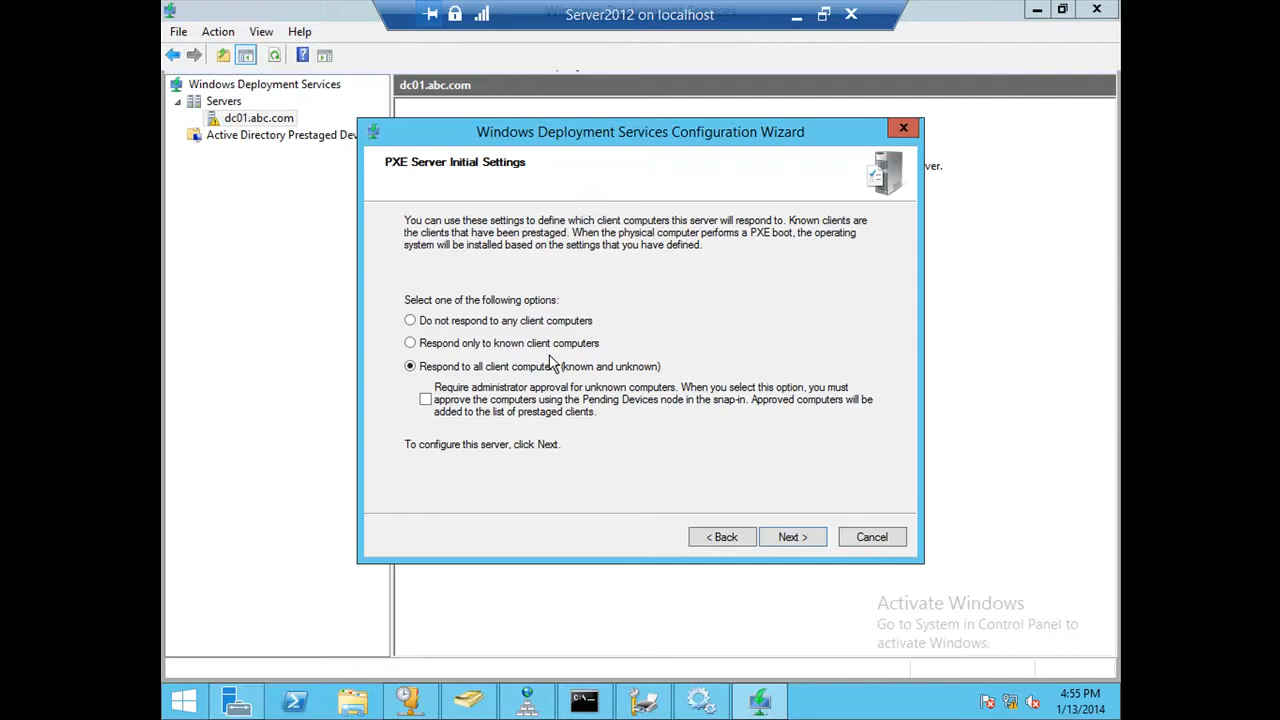 Server2012 on localhost
File Action View Help
Windows Deployment Services
Servers
dc01.abc.com
Active Directory Prestaged Dev
dc01.abc.com
ver.
Windows Deployment Services Configuration Wizard
PXE Server Initial Settings
You can use these settings to define which client computers this server will respond to. Known clients are
the clients that have been prestaged. When the physical computer performs a PXE boot, the operating
system will be installed based on the settings that you have defined.
Select one of the following options:
Do not respond to any client computers
Respond only to known client computers
Respond to all client computers (known and unknown)
Require administrator approval for unknown computers. When you select this option, you must
approve the computers using the Pending Devices node in the snap-in. Approved computers will be
added to the list of prestaged clients.
To configure this server, click Next.
< Back Next > Cancel
Activate Windows
Go to System in Control Panel to
activate Windows.
4:55 PM
1/13/2014